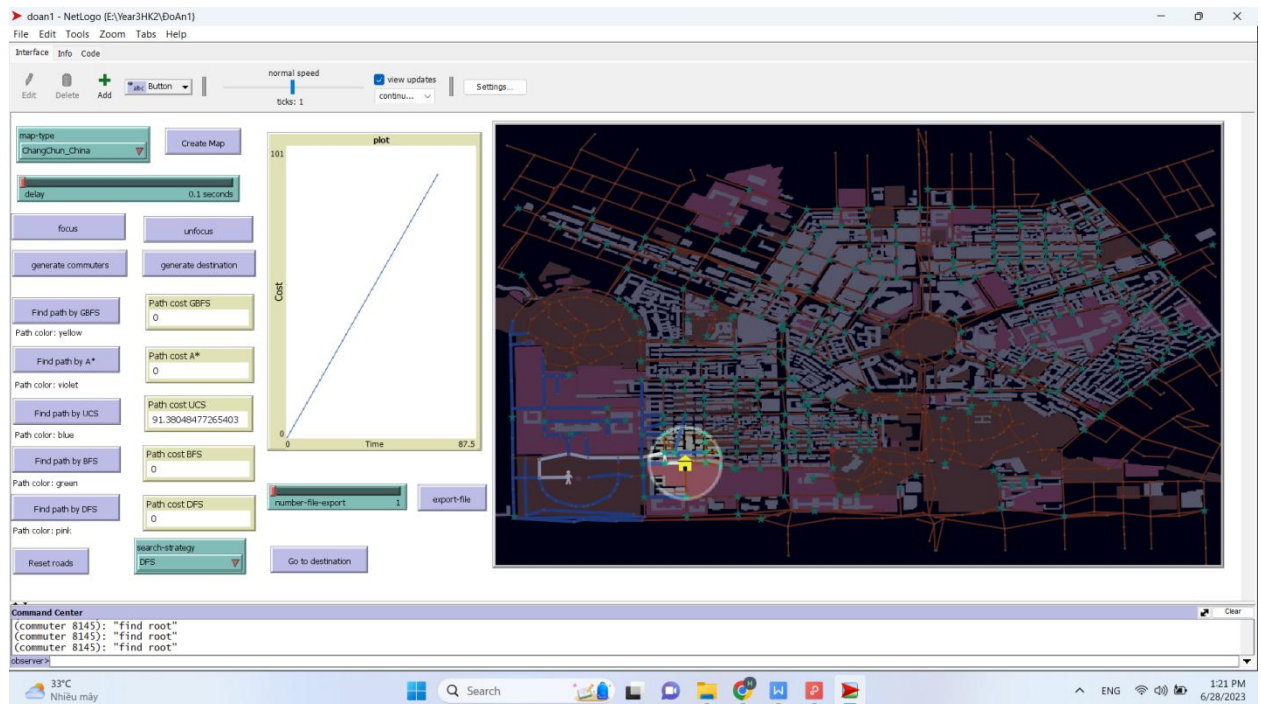 doan1 - NetLogo {E:\Year3HK2\ĐoAn1}
File Edit Tools Zoom Tabs Help
Interface Info Code
Edit Delete Add abc Button normal speed ticks: 1 view updates continu... Settings...
map-type
ChangChun_China
Create Map
delay 0.1 seconds
focus unfocus
generate commuters generate destination
Find path by GBFS
Path cost GBFS
0
Path color: yellow
Find path by A*
Path cost A*
0
Path color: violet
Find path by UCS
Path cost UCS
91.38048477265403
Path color: blue
Find path by BFS
Path cost BFS
0
Path color: green
Find path by DFS
Path cost DFS
0
Path color: pink
Reset roads
search-strategy
DFS
Go to destination
plot
101
Cost
0
0 Time 87.5
number-file-export 1
export-file
Command Center Clear
(commuter 8145): "find root"
(commuter 8145): "find root"
(commuter 8145): "find root"
observer>
33°C
Nhiều mây
Search
ENG
1:21 PM
6/28/2023